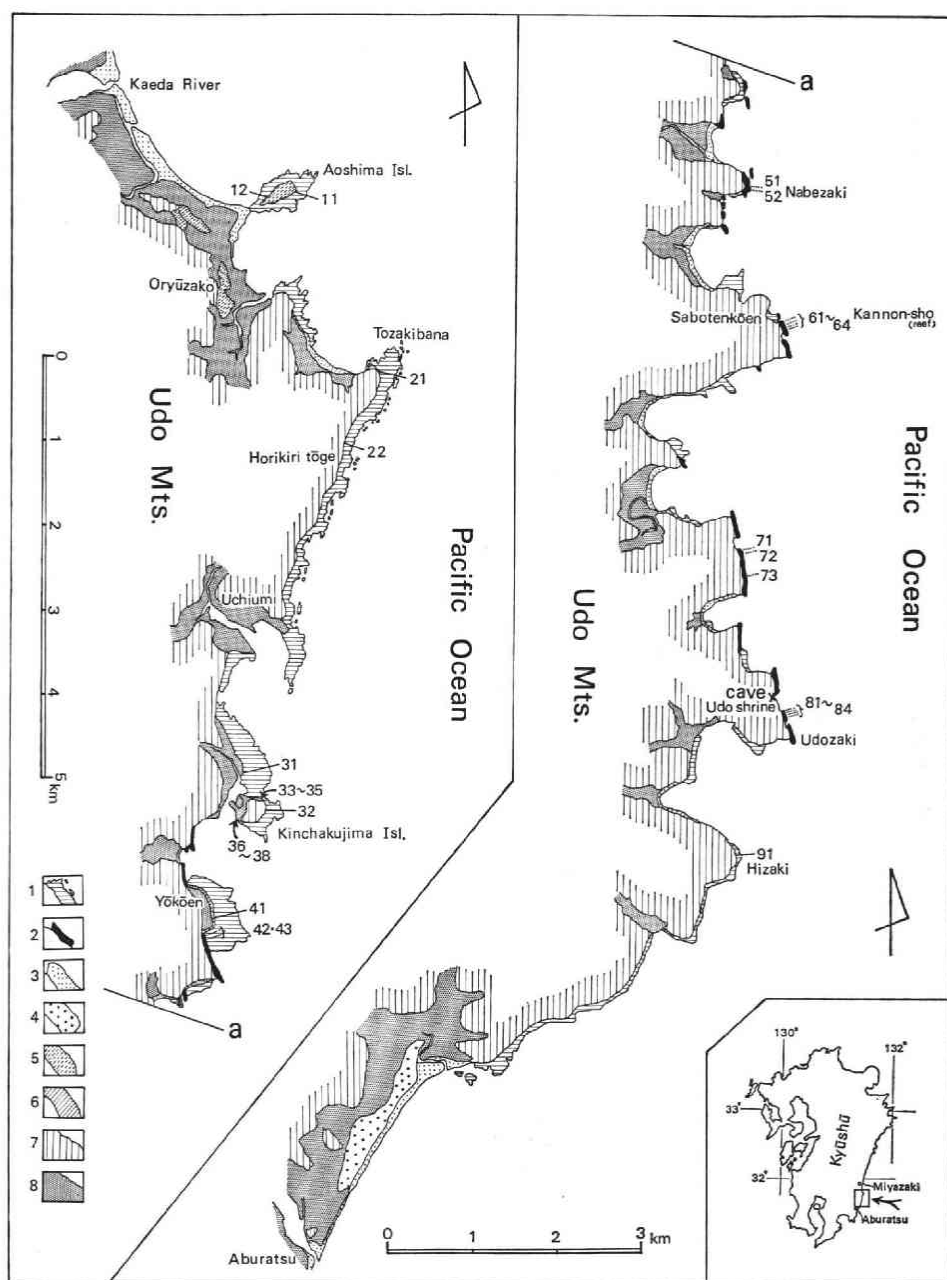 Kaeda River
Aoshima Isl.
12
11
Oryūzako
Tozakibana
21
Horikiri tōge
22
Udo Mts.
Pacific Ocean
0
1
2
3
4
5
km
Uchiumi
31
33~35
32
Kinchakujima Isl.
36
~38
Yōkōen
41
42·43
a
1
2
3
4
5
6
7
8
a
51
52
Nabezaki
Sabotenkōen
61~
64
Kannon-sho
(reef)
Pacific Ocean
71
72
73
Udo Mts.
cave
Udo shrine
81~
84
Udozaki
91
Hizaki
Aburatsu
0
1
2
3
km
130°
132°
33°
32°
Kyūshū
Miyazaki
Aburatsu